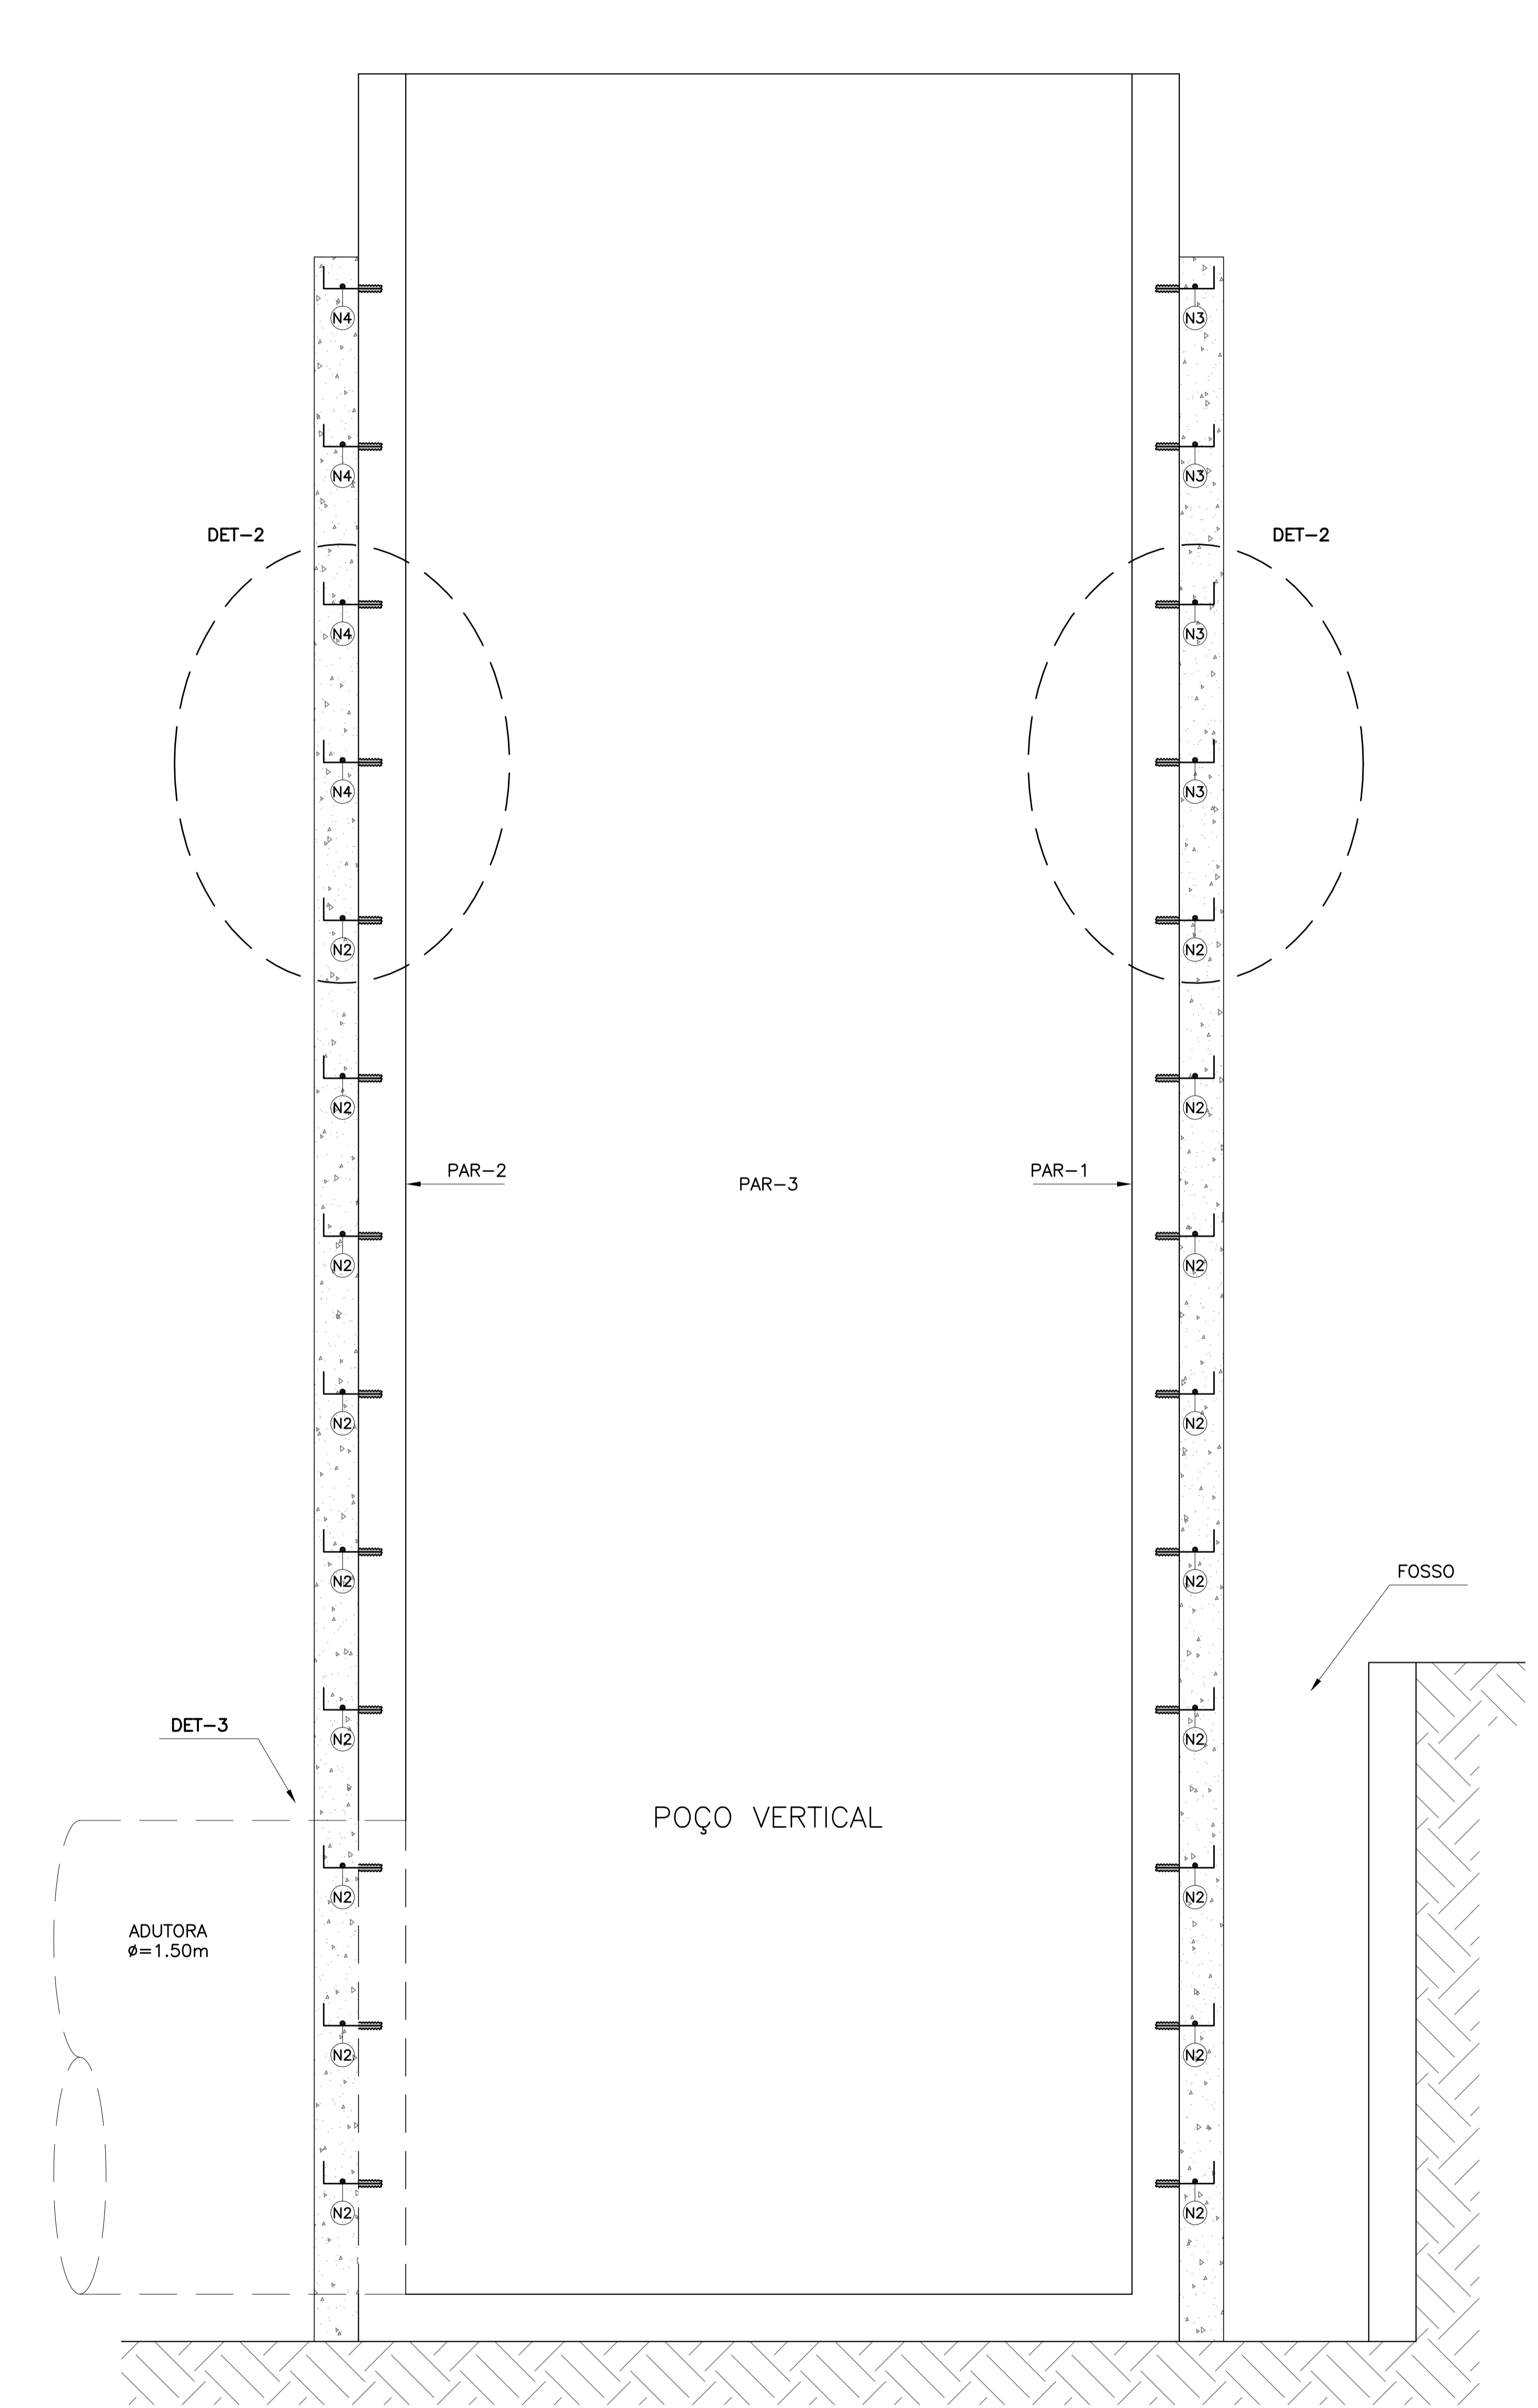 N4 N3
N4 N3
DET-2 DET-2
N4 N3
N4 N3
N2 N2
N2 N2
PAR-2 PAR-3 PAR-1
N2 N2
N2 N2
FOSSO
N2 N2
DET-3
N2 N2
POÇO VERTICAL
N2 N2
ADUTORA
ø=1.50m
N2 N2
N2 N2